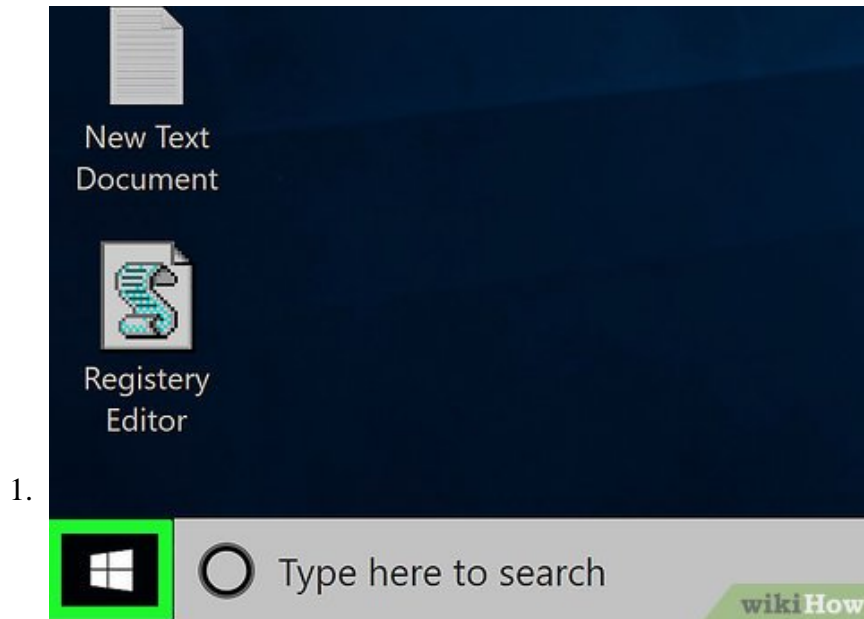 New Text
Document
Registery
Editor
1.
Type here to search
wikiHow